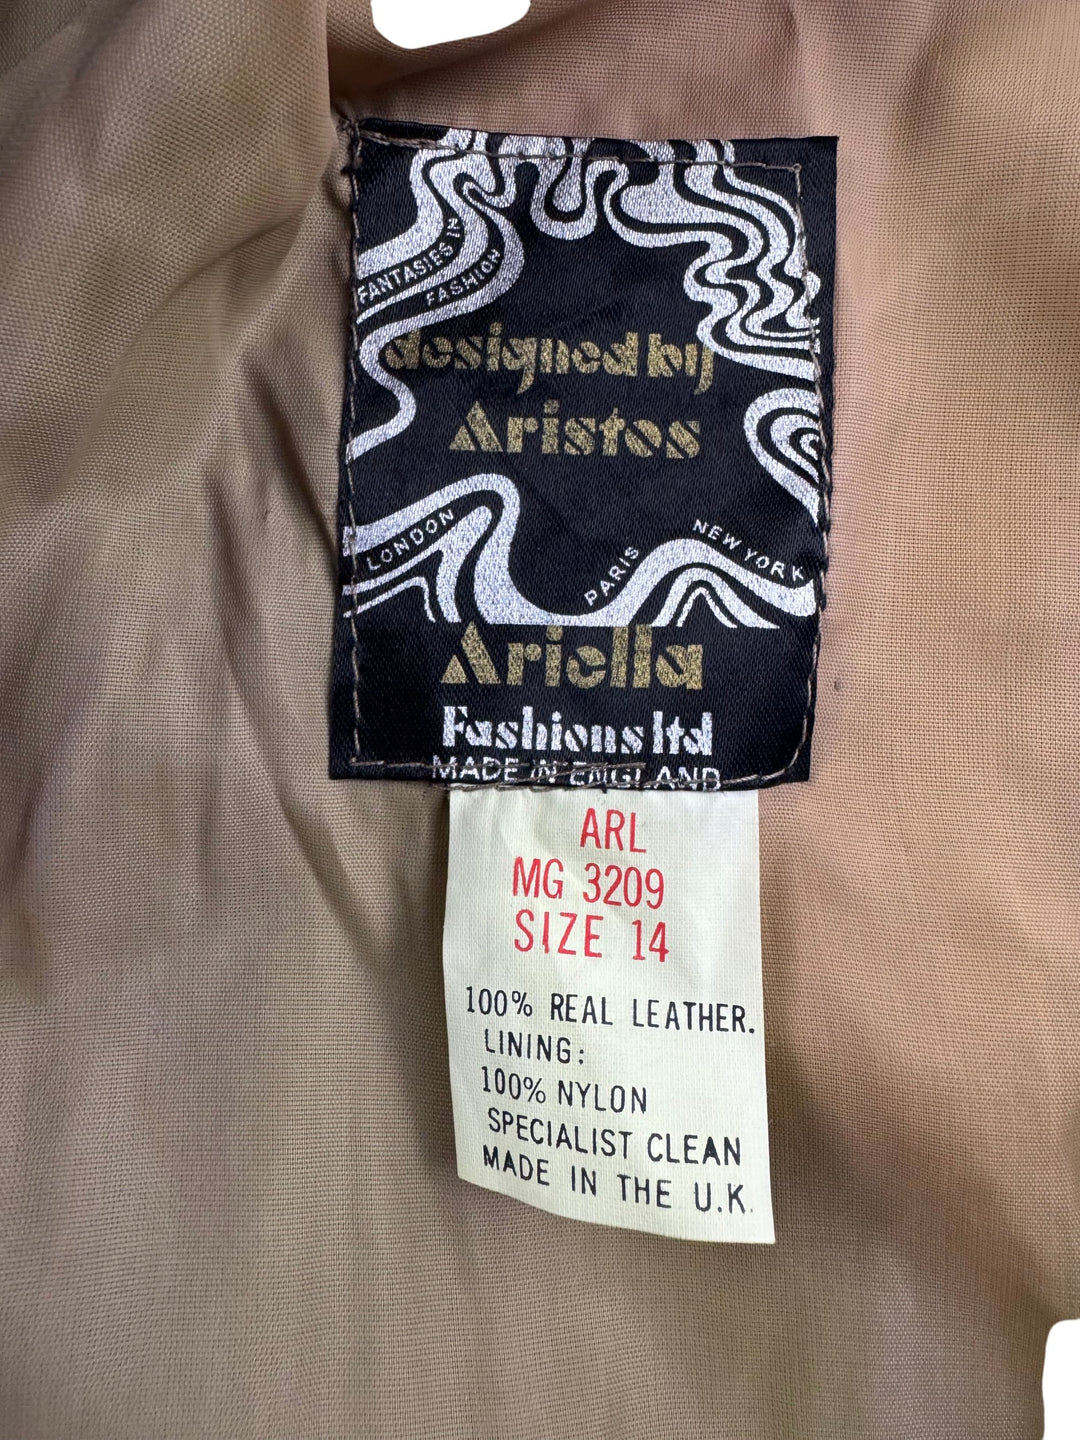 FANTASIES IN
FASHION
designed by
Aristos
LONDON
PARIS
NEW YORK
Ariella
Fashions ltd
MADE IN ENGLAND
ARL
MG 3209
SIZE 14
100% REAL LEATHER.
LINING:
100% NYLON
SPECIALIST CLEAN
MADE IN THE U.K.